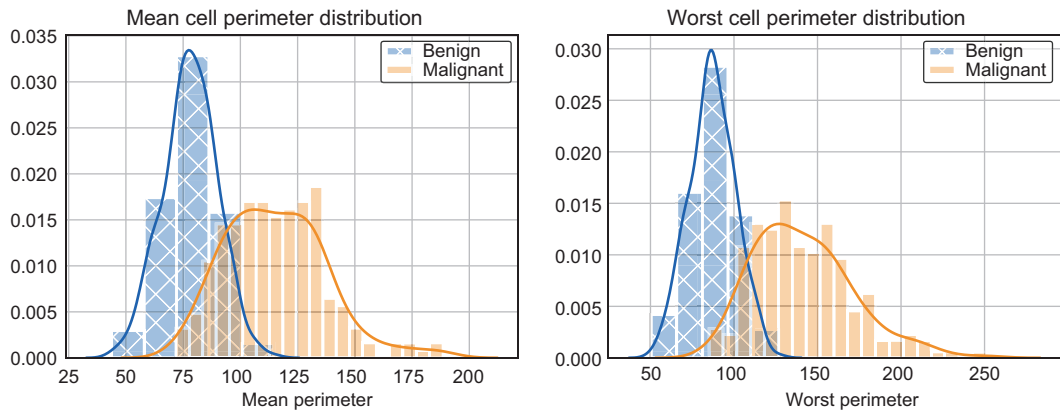 Mean cell perimeter distribution
0.035
0.030
0.025
0.020
0.015
0.010
0.005
0.000
25 50 75 100 125 150 175 200
Mean perimeter
Benign
Malignant
Worst cell perimeter distribution
0.030
0.025
0.020
0.015
0.010
0.005
0.000
50 100 150 200 250
Worst perimeter
Benign
Malignant